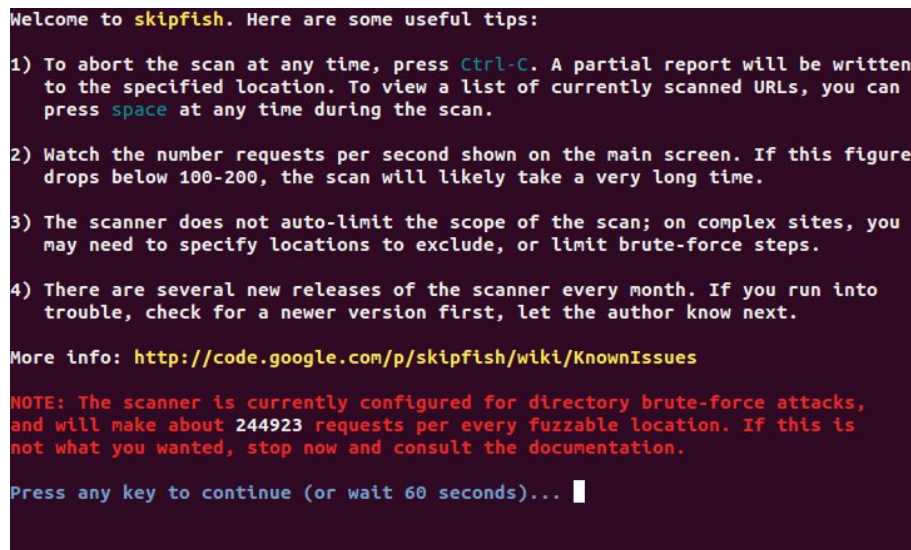 Welcome to skipfish. Here are some useful tips:
1) To abort the scan at any time, press Ctrl-C. A partial report will be written
to the specified location. To view a list of currently scanned URLs, you can
press space at any time during the scan.
2) Watch the number requests per second shown on the main screen. If this figure
drops below 100-200, the scan will likely take a very long time.
3) The scanner does not auto-limit the scope of the scan; on complex sites, you
may need to specify locations to exclude, or limit brute-force steps.
4) There are several new releases of the scanner every month. If you run into
trouble, check for a newer version first, let the author know next.
More info: http://code.google.com/p/skipfish/wiki/KnownIssues
NOTE: The scanner is currently configured for directory brute-force attacks,
and will make about 244923 requests per every fuzzable location. If this is
not what you wanted, stop now and consult the documentation.
Press any key to continue (or wait 60 seconds)...